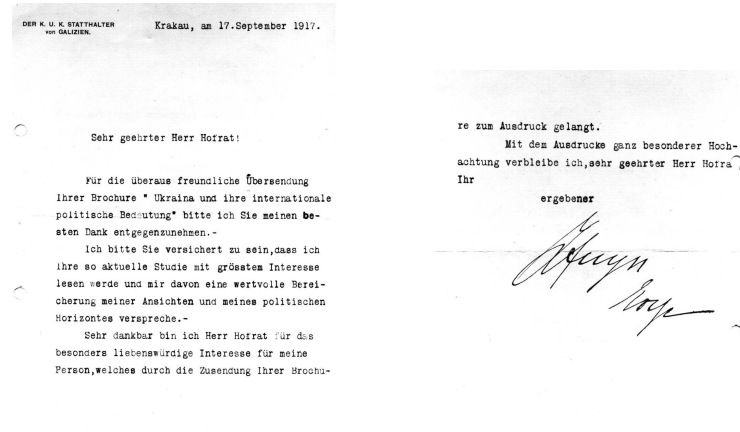 DER K. U. K. STATTHALTER
von GALIZIEN.
Krakau, am 17.September 1917.
Sehr geehrter Herr Hofrat!
Für die überaus freundliche Übersendung
Ihrer Brochure " Ukraina und ihre internationale
politische Bedeutung" bitte ich Sie meinen be-
sten Dank entgegenzunehmen.-
Ich bitte Sie versichert zu sein,dass ich
Ihre so aktuelle Studie mit grösstem Interesse
lesen werde und mir davon eine wertvolle Berei-
cherung meiner Ansichten und meines politischen
Horizontes verspreche.-
Sehr dankbar bin ich Herr Hofrat für das
besonders liebenswürdige Interesse für meine
Person,welches durch die Zusendung Ihrer Brochu-
re zum Ausdruck gelangt.
Mit dem Ausdrucke ganz besonderer Hoch-
achtung verbleibe ich,sehr geehrter Herr Hofra
Ihr
ergebener